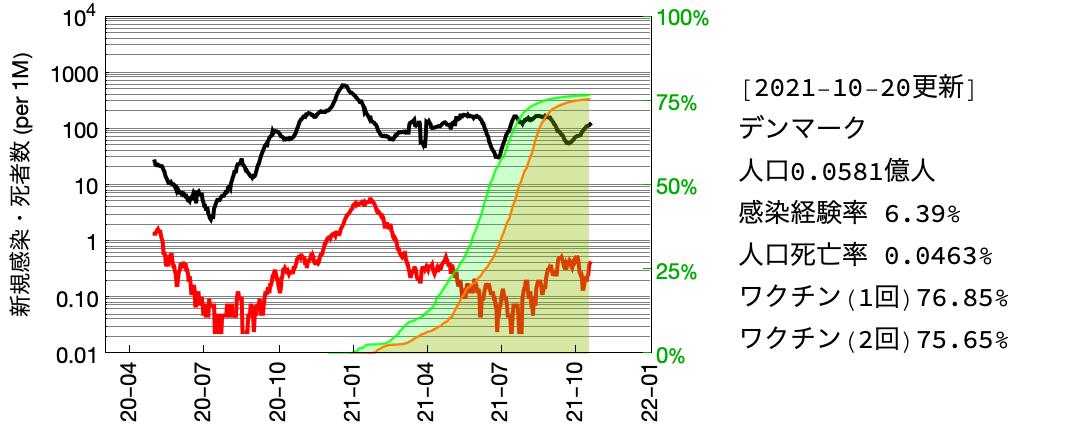 新規感染・死者数 (per 1M)
10^4
1000
100
10
1
0.10
0.01
100%
75%
50%
25%
0%
20-04
20-07
20-10
21-01
21-04
21-07
21-10
22-01
[2021-10-20更新]
デンマーク
人口0.0581億人
感染経験率 6.39%
人口死亡率 0.0463%
ワクチン(1回)76.85%
ワクチン(2回)75.65%